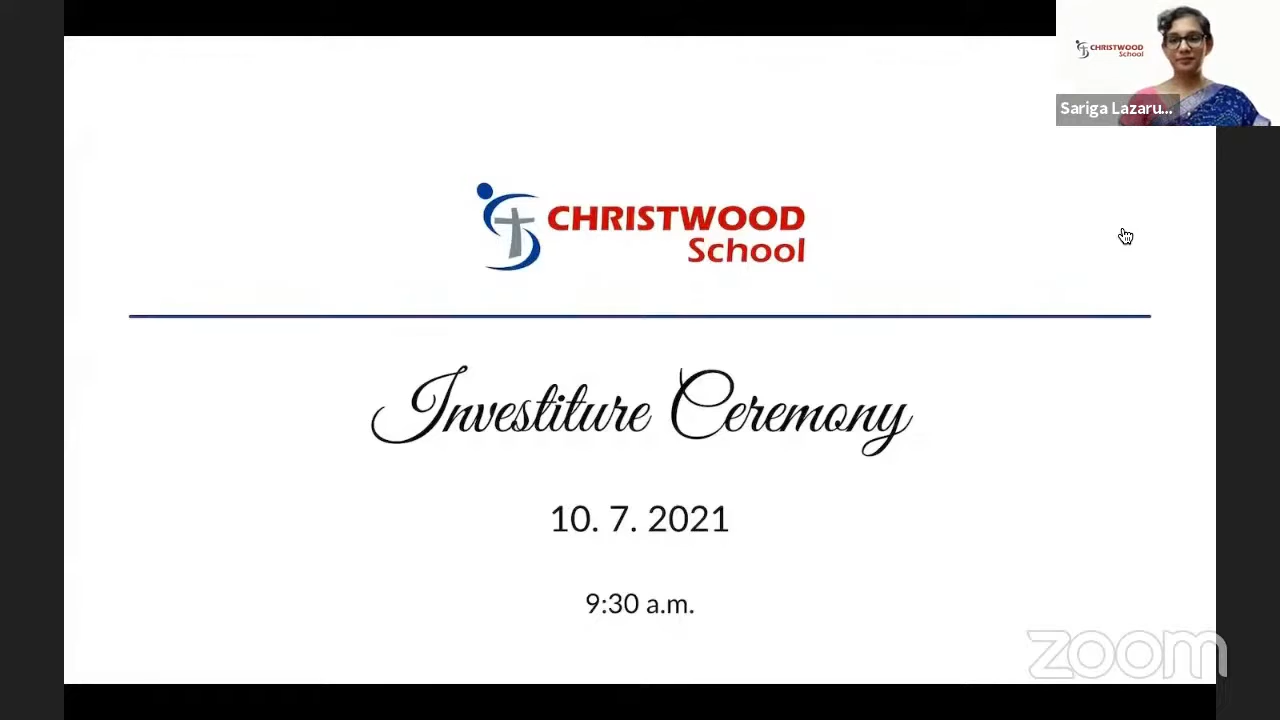 CHRISTWOOD
School
Sariga Lazaru...
CHRISTWOOD
School
Investiture Ceremony
10. 7. 2021
9:30 a.m.
zoom